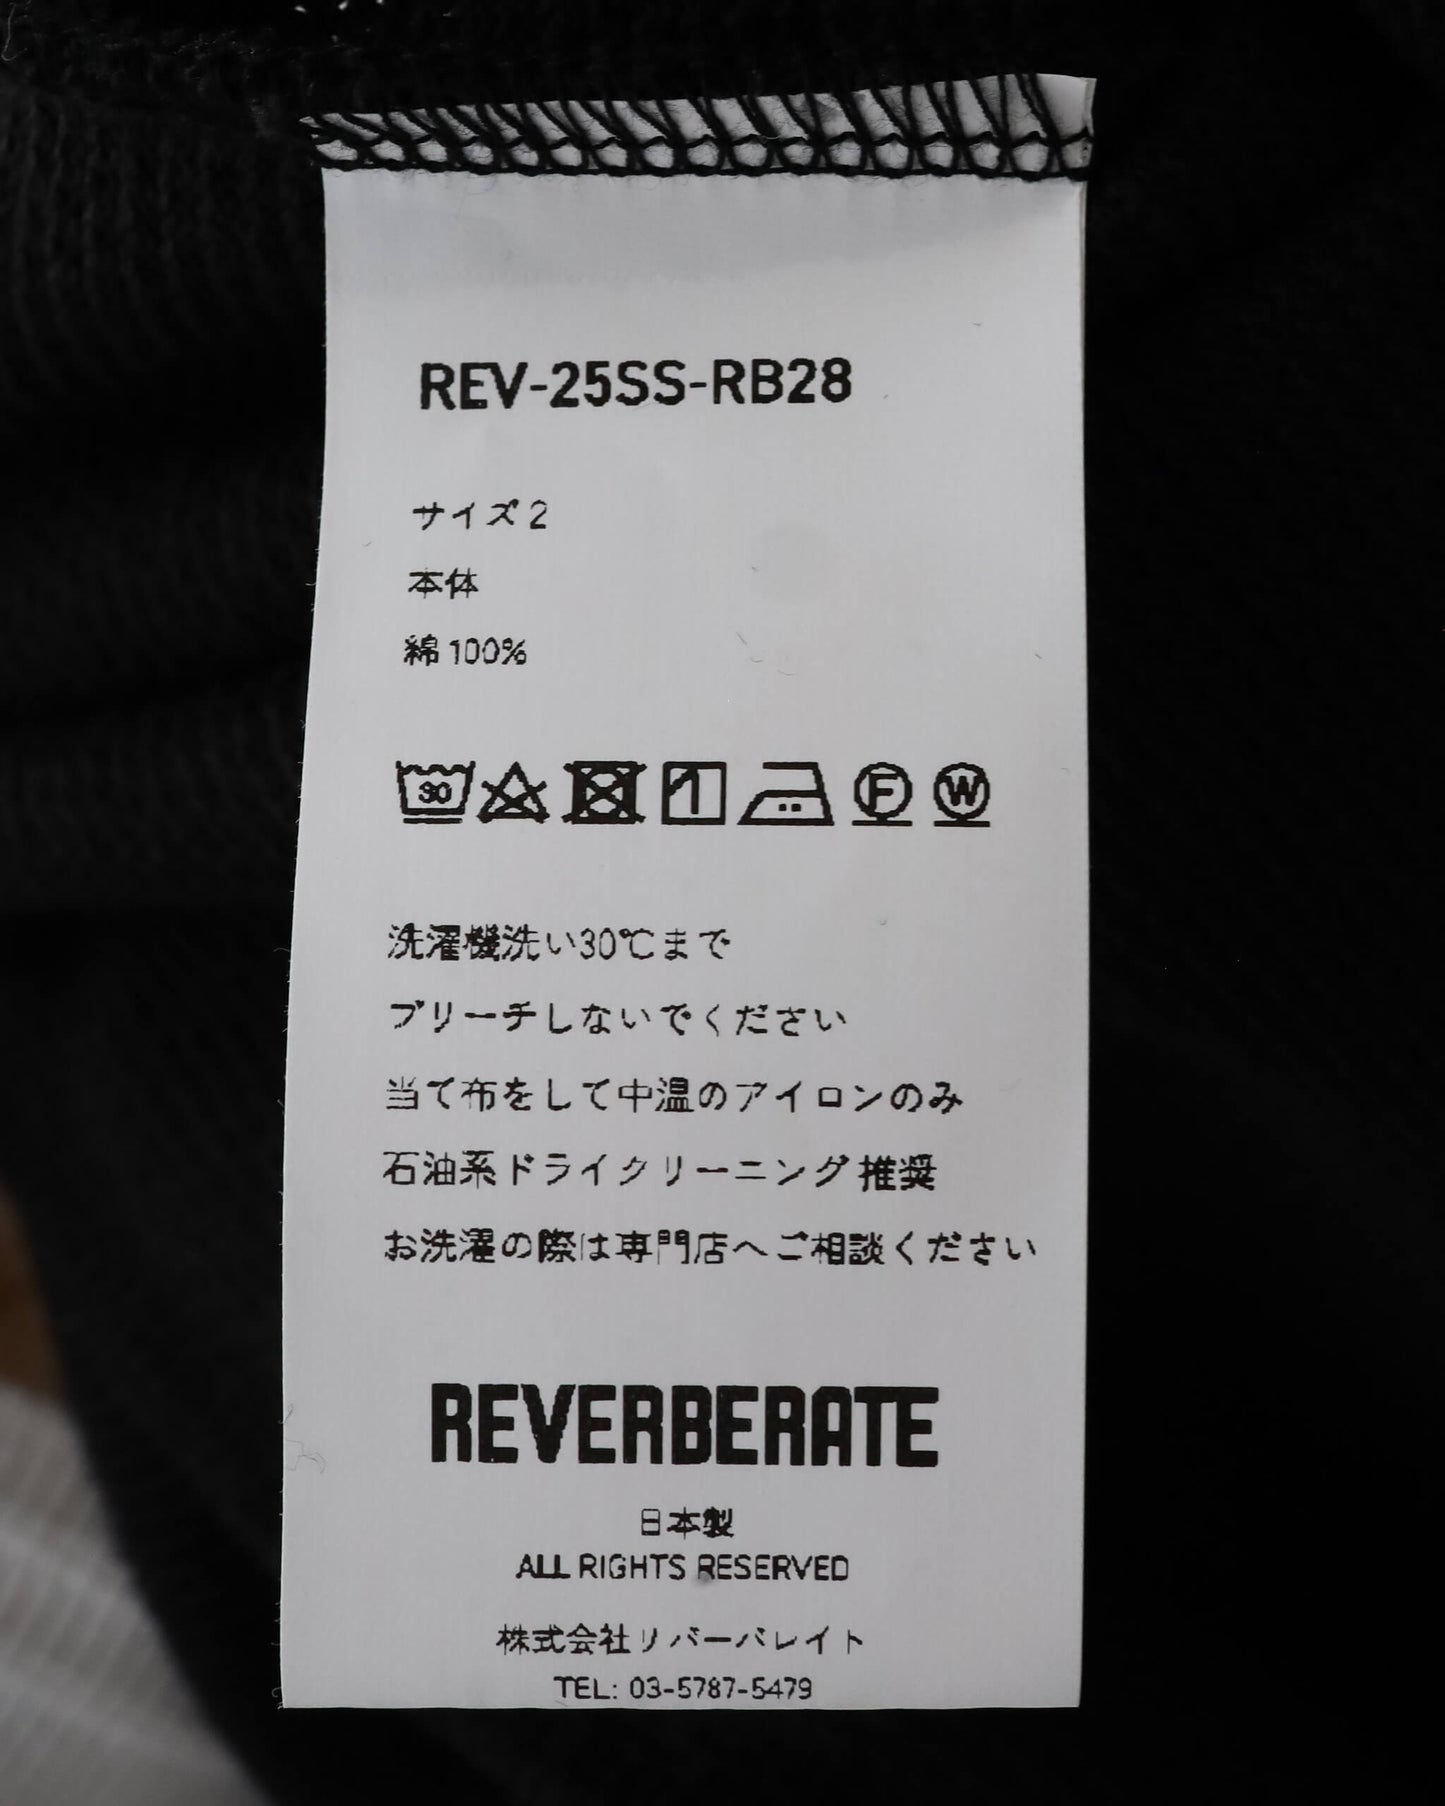 REV-25SS-RB28
サイズ2
本体
綿100%
30 F W
洗濯機洗い30℃まで
ブリーチしないでください
当て布をして中温のアイロンのみ
石油系ドライクリーニング推奨
お洗濯の際は専門店へご相談ください
REVERBERATE
日本製
ALL RIGHTS RESERVED
株式会社リバーバレイト
TEL: 03-5787-5479